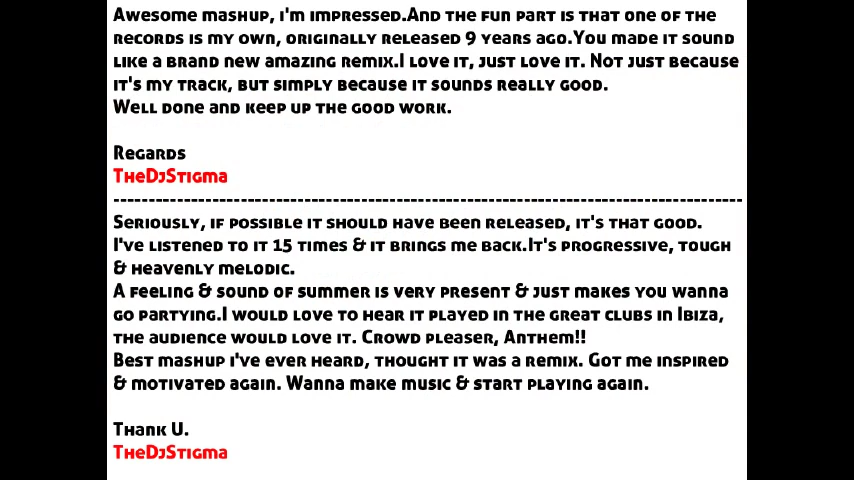 Awesome mashup, i'm impressed.And the fun part is that one of the
records is my own, originally released 9 years ago.You made it sound
like a brand new amazing remix.I love it, just love it. Not just because
it's my track, but simply because it sounds really good.
Well done and keep up the good work.
Regards
TheDjStigma
------------------------------------------------------------------------------------------
Seriously, if possible it should have been released, it's that good.
I've listened to it 15 times & it brings me back.It's progressive, tough
& heavenly melodic.
A feeling & sound of summer is very present & just makes you wanna
go partying.I would love to hear it played in the great clubs in Ibiza,
the audience would love it. Crowd pleaser, Anthem!!
Best mashup i've ever heard, thought it was a remix. Got me inspired
& motivated again. Wanna make music & start playing again.
Thank U.
TheDjStigma